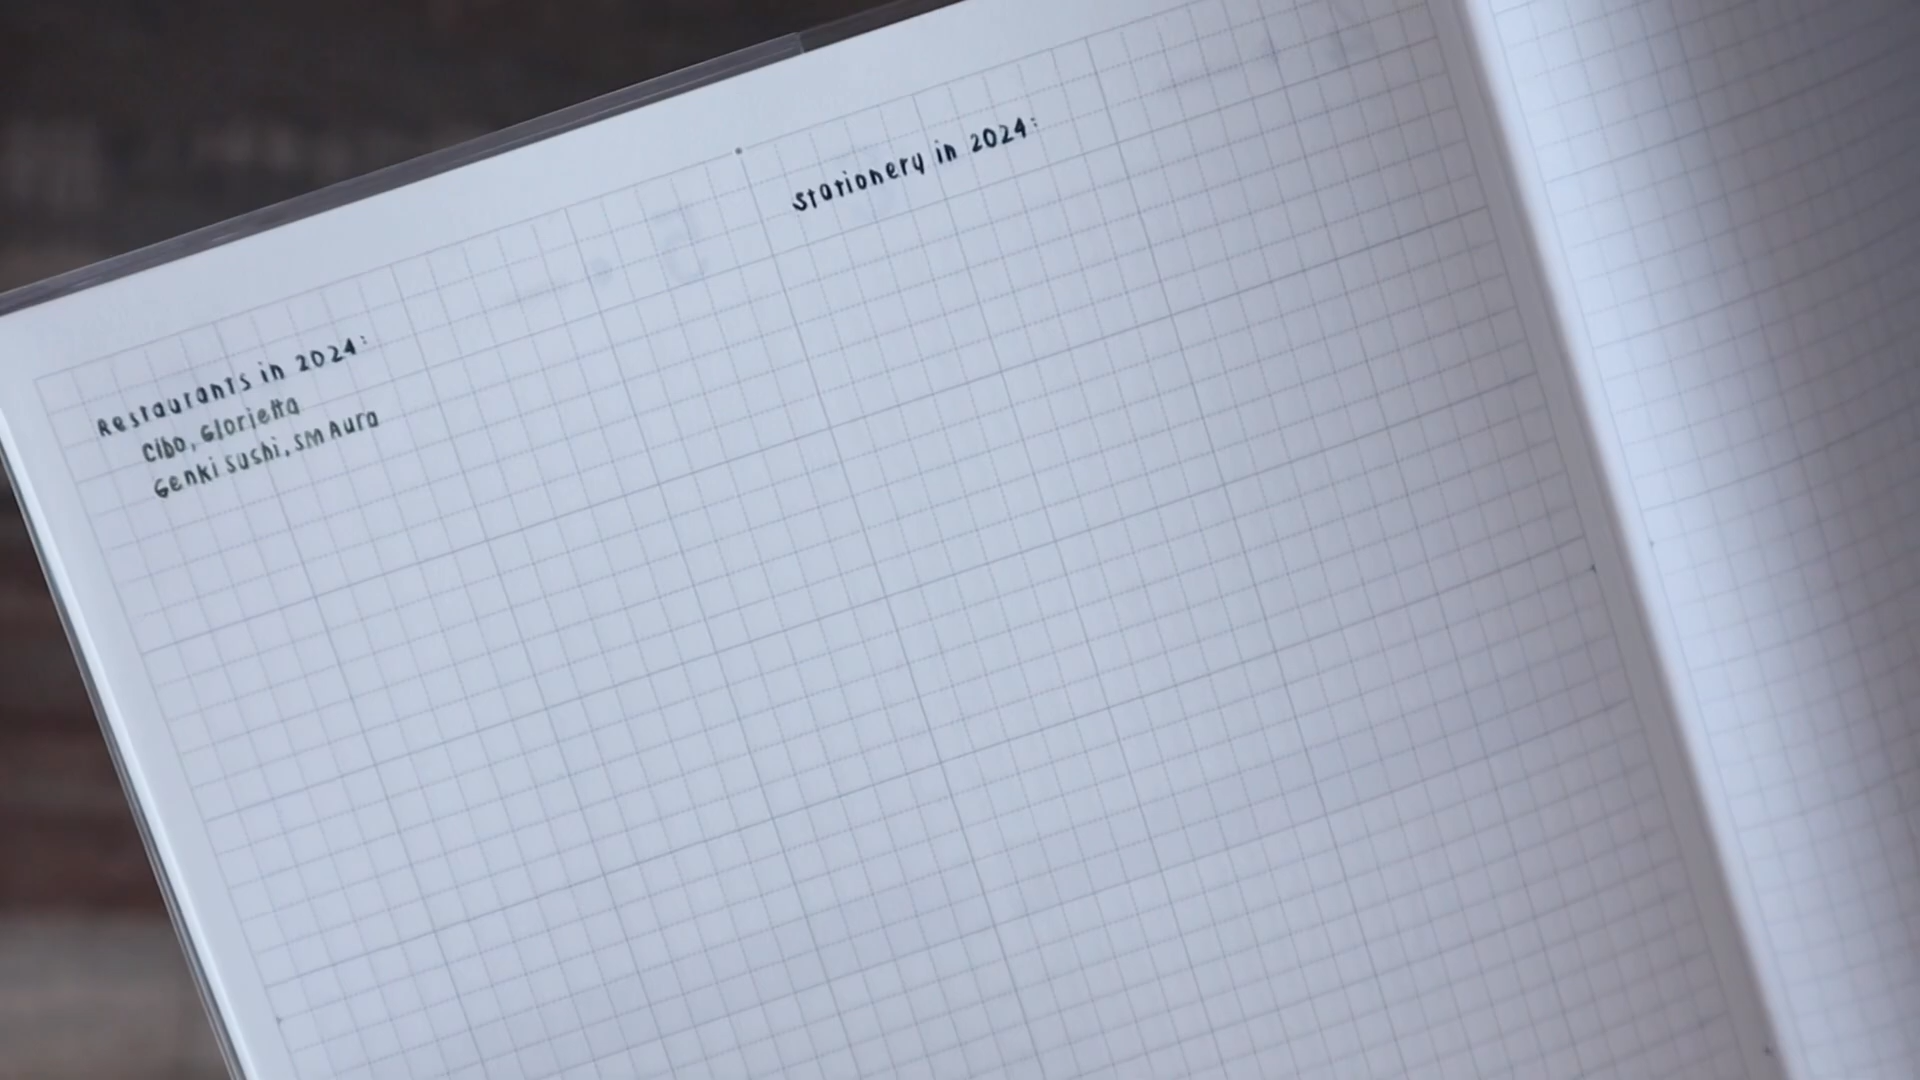 Restaurants in 2024:
Cibo, Glorietta
Genki Sushi, SM Aura
Stationery in 2024: